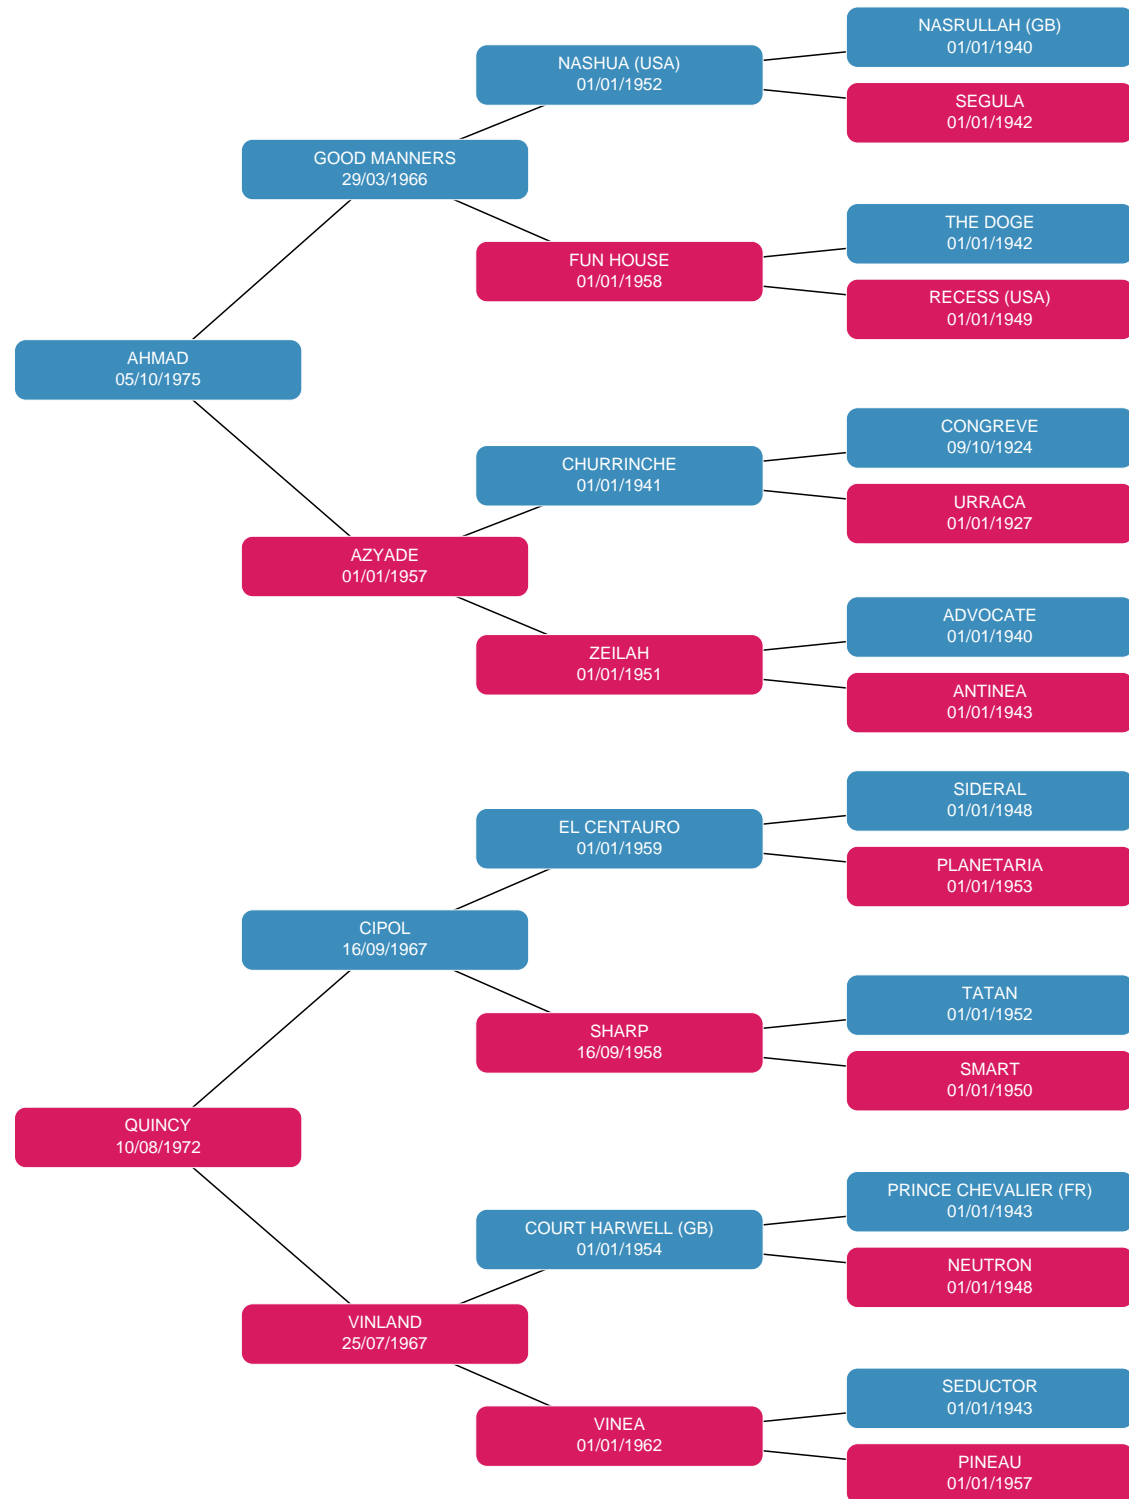 NASRULLAH (GB)
01/01/1940
NASHUA (USA)
01/01/1952
SEGULA
01/01/1942
GOOD MANNERS
29/03/1966
THE DOGE
01/01/1942
FUN HOUSE
01/01/1958
RECESS (USA)
01/01/1949
AHMAD
05/10/1975
CONGREVE
09/10/1924
CHURRINCHE
01/01/1941
URRACA
01/01/1927
AZYADE
01/01/1957
ADVOCATE
01/01/1940
ZEILAH
01/01/1951
ANTINEA
01/01/1943
SIDERAL
01/01/1948
EL CENTAURO
01/01/1959
PLANETARIA
01/01/1953
CIPOL
16/09/1967
TATAN
01/01/1952
SHARP
16/09/1958
SMART
01/01/1950
QUINCY
10/08/1972
PRINCE CHEVALIER (FR)
01/01/1943
COURT HARWELL (GB)
01/01/1954
NEUTRON
01/01/1948
VINLAND
25/07/1967
SEDUCTOR
01/01/1943
VINEA
01/01/1962
PINEAU
01/01/1957